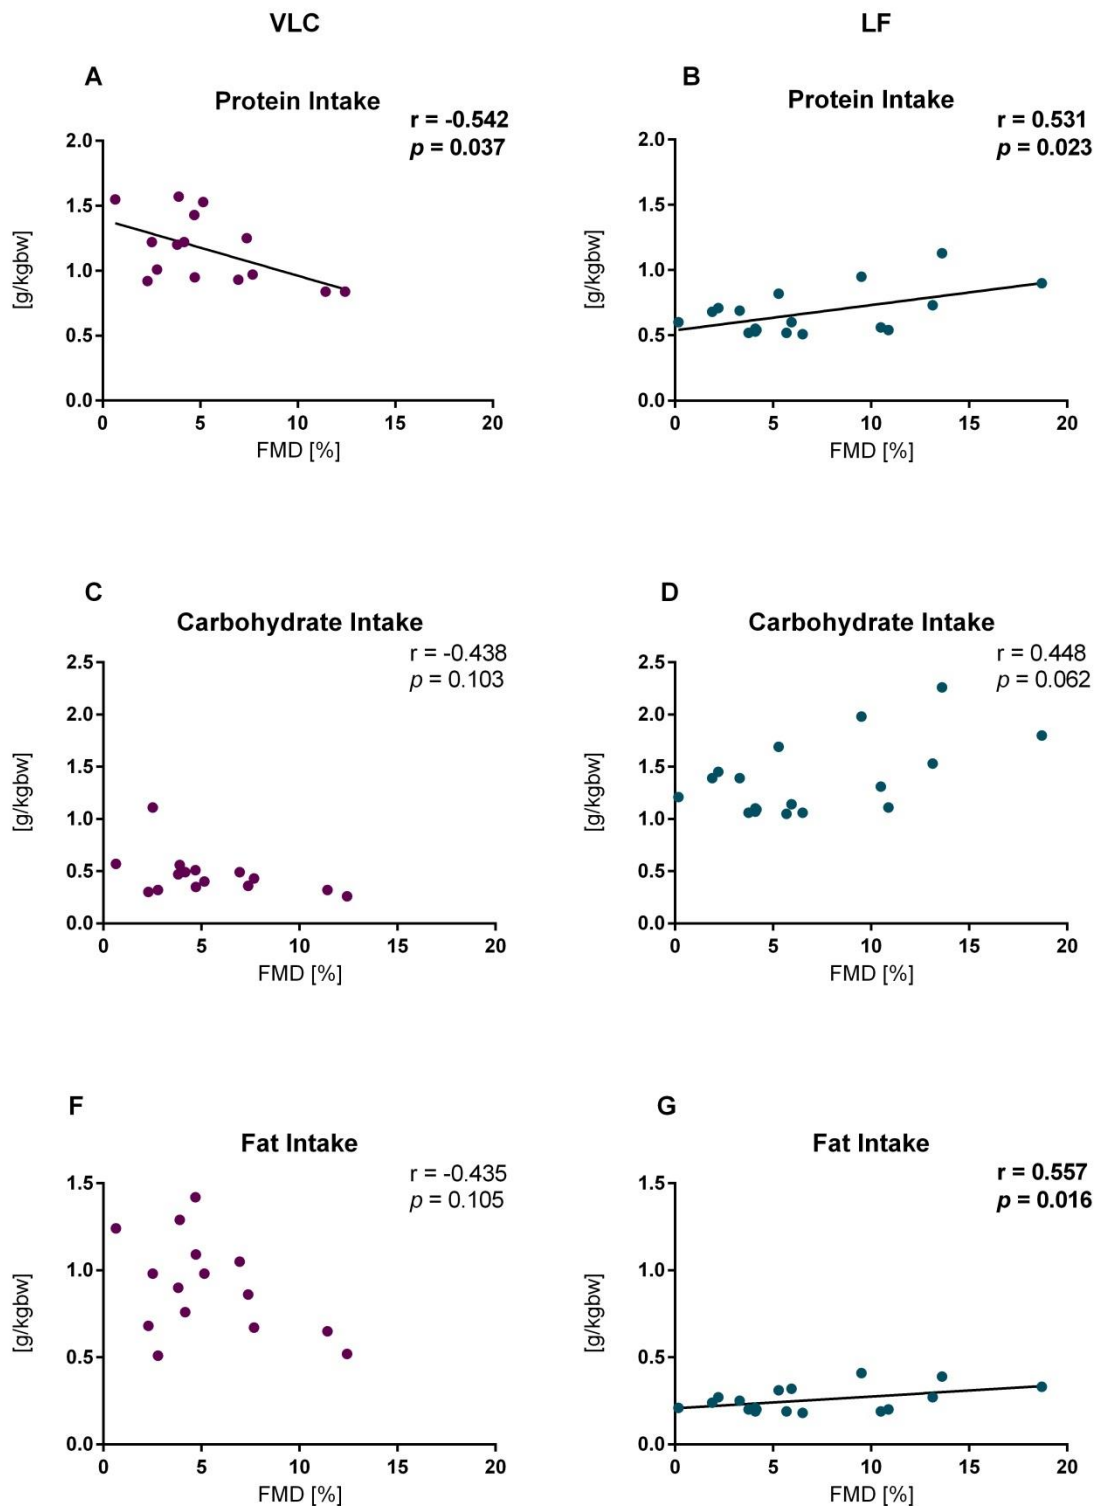 VLC
LF
A
Protein Intake
r = -0.542
p = 0.037
2.0
1.5
1.0
0.5
0.0
[g/kgbw]
0 5 10 15 20
FMD [%]
B
Protein Intake
r = 0.531
p = 0.023
2.0
1.5
1.0
0.5
0.0
[g/kgbw]
0 5 10 15 20
FMD [%]
C
Carbohydrate Intake
r = -0.438
p = 0.103
2.5
2.0
1.5
1.0
0.5
0.0
[g/kgbw]
0 5 10 15 20
FMD [%]
D
Carbohydrate Intake
r = 0.448
p = 0.062
2.5
2.0
1.5
1.0
0.5
0.0
[g/kgbw]
0 5 10 15 20
FMD [%]
F
Fat Intake
r = -0.435
p = 0.105
1.5
1.0
0.5
0.0
[g/kgbw]
0 5 10 15 20
FMD [%]
G
Fat Intake
r = 0.557
p = 0.016
1.5
1.0
0.5
0.0
[g/kgbw]
0 5 10 15 20
FMD [%]